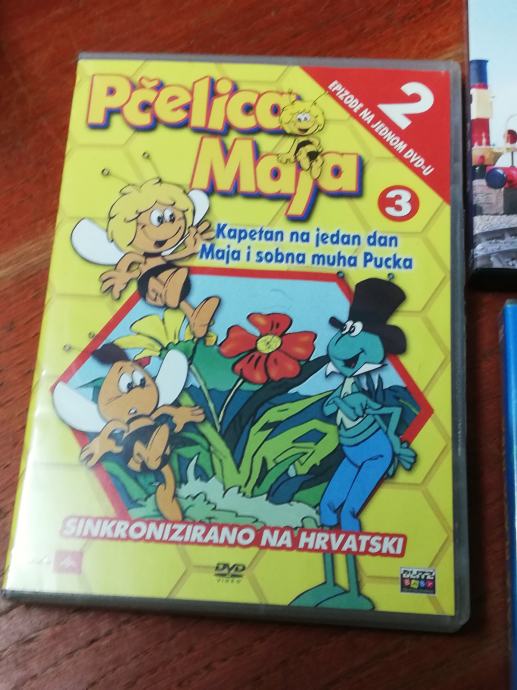 Pčelica
Maja
2
EPIZODE NA JEDNOM DVD-U
3
Kapetan na jedan dan
Maja i sobna muha Pucka
SINKRONIZIRANO NA HRVATSKI
DVD
VIDEO
BLITZ